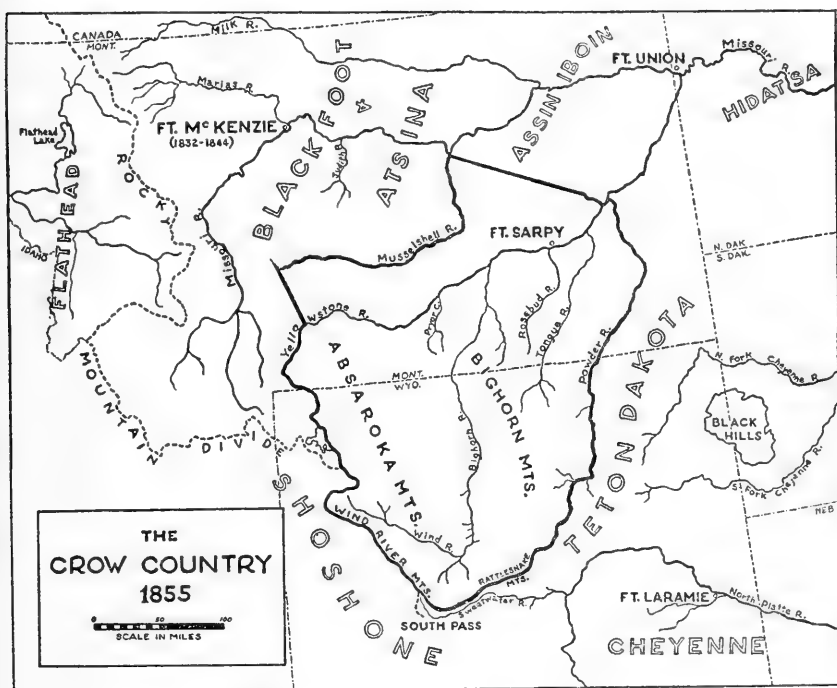 CANADA
MONT.
Milk R.
Marias R.
FT. McKENZIE
(1832-1844)
Flathead Lake
FLATHEAD
IDAHO
ROCKY
MOUNTAIN
DIVIDE
Missouri R.
BLACKFOOT
&
ATSINA
Judith R.
ASSINIBOIN
FT. UNION
Missouri R.
HIDATSA
Musselshell R.
FT. SARPY
Yellowstone R.
Pryor C.
Rosebud R.
Tongue R.
Powder R.
N. DAK.
S. DAK.
MONT.
WYO.
ABSAROKA MTS.
BIGHORN MTS.
Bighorn R.
TETON DAKOTA
N. FORK Cheyenne R.
BLACK HILLS
S. Fork Cheyenne R.
NEB
SHOSHONE
WIND RIVER MTS.
Wind R.
RATTLESNAKE MTS.
Sweetwater R.
SOUTH PASS
FT. LARAMIE
North Platte R.
CHEYENNE
THE
CROW COUNTRY
1855
0 50 100
SCALE IN MILES